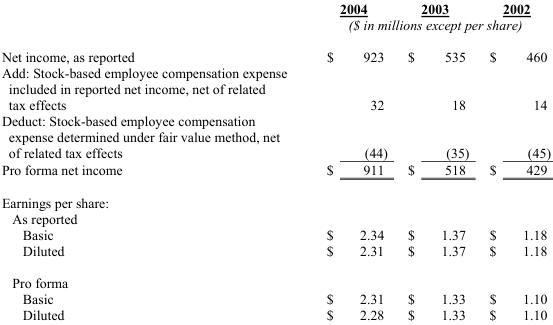 2004 2003 2002
($ in millions except per share)
Net income, as reported $ 923 $ 535 $ 460
Add: Stock-based employee compensation expense
included in reported net income, net of related
tax effects 32 18 14
Deduct: Stock-based employee compensation
expense determined under fair value method, net
of related tax effects (44) (35) (45)
Pro forma net income $ 911 $ 518 $ 429
Earnings per share:
As reported
Basic $ 2.34 $ 1.37 $ 1.18
Diluted $ 2.31 $ 1.37 $ 1.18
Pro forma
Basic $ 2.31 $ 1.33 $ 1.10
Diluted $ 2.28 $ 1.33 $ 1.10